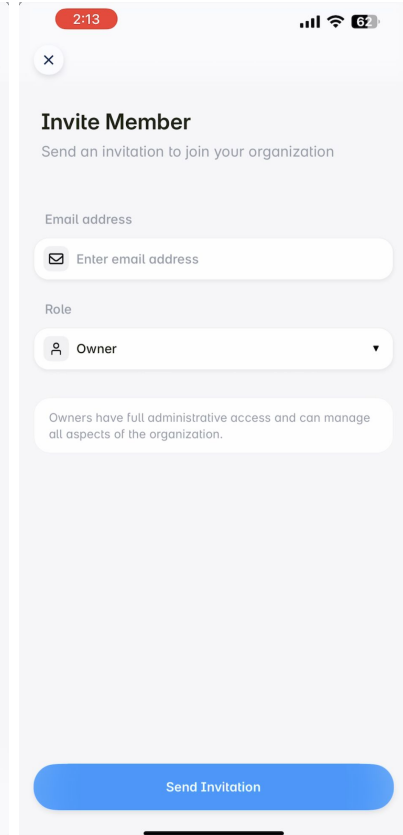 2:13
62
Invite Member
Send an invitation to join your organization
Email address
Enter email address
Role
Owner
Owners have full administrative access and can manage
all aspects of the organization.
Send Invitation